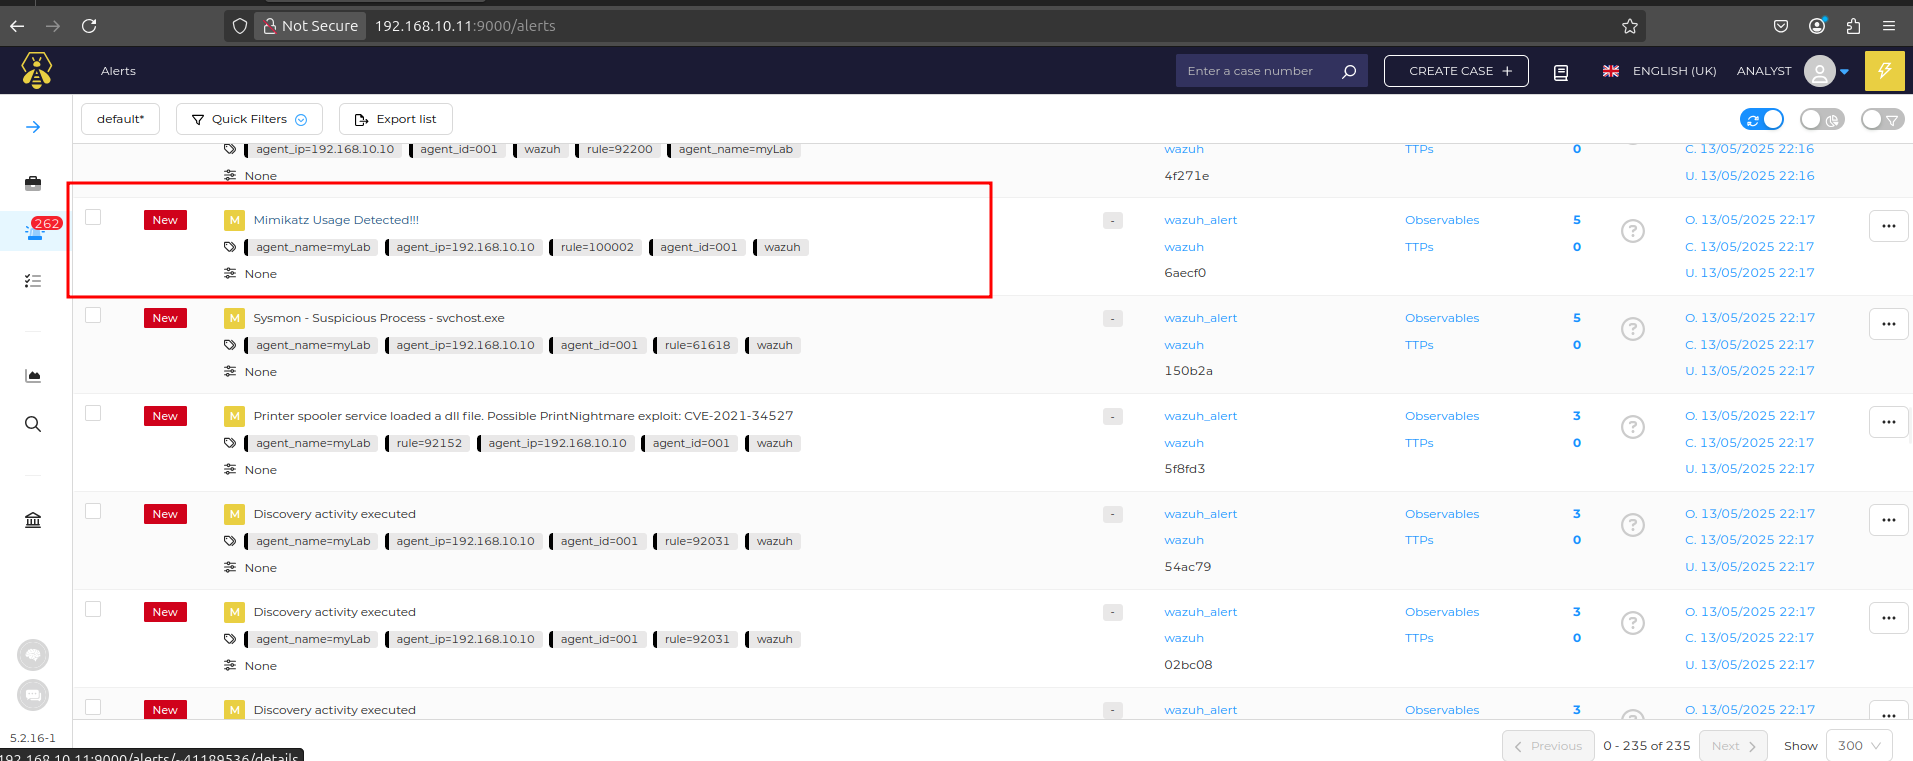 Not Secure 192.168.10.11:9000/alerts
Alerts Enter a case number CREATE CASE + ENGLISH (UK) ANALYST
default* Quick Filters Export list
agent_ip=192.168.10.10 agent_id=001 wazuh rule=92200 agent_name=myLab wazuh TTPs 0 C. 13/05/2025 22:16
None 4f271e U. 13/05/2025 22:16
262
New M Mimikatz Usage Detected!!! - wazuh_alert Observables 5 ? O. 13/05/2025 22:17
agent_name=myLab agent_ip=192.168.10.10 rule=100002 agent_id=001 wazuh wazuh TTPs 0 C. 13/05/2025 22:17
None 6aecf0 U. 13/05/2025 22:17
New M Sysmon - Suspicious Process - svchost.exe - wazuh_alert Observables 5 ? O. 13/05/2025 22:17
agent_name=myLab agent_ip=192.168.10.10 agent_id=001 rule=61618 wazuh wazuh TTPs 0 C. 13/05/2025 22:17
None 150b2a U. 13/05/2025 22:17
New M Printer spooler service loaded a dll file. Possible PrintNightmare exploit: CVE-2021-34527 - wazuh_alert Observables 3 ? O. 13/05/2025 22:17
agent_name=myLab rule=92152 agent_ip=192.168.10.10 agent_id=001 wazuh wazuh TTPs 0 C. 13/05/2025 22:17
None 5f8fd3 U. 13/05/2025 22:17
New M Discovery activity executed - wazuh_alert Observables 3 ? O. 13/05/2025 22:17
agent_name=myLab agent_ip=192.168.10.10 agent_id=001 rule=92031 wazuh wazuh TTPs 0 C. 13/05/2025 22:17
None 54ac79 U. 13/05/2025 22:17
New M Discovery activity executed - wazuh_alert Observables 3 ? O. 13/05/2025 22:17
agent_name=myLab agent_ip=192.168.10.10 agent_id=001 rule=92031 wazuh wazuh TTPs 0 C. 13/05/2025 22:17
None 02bc08 U. 13/05/2025 22:17
New M Discovery activity executed - wazuh_alert Observables 3 ? O. 13/05/2025 22:17
5.2.16-1 Previous 0 - 235 of 235 Next Show 300
192.168.10.11:9000/alerts/~41189536/details